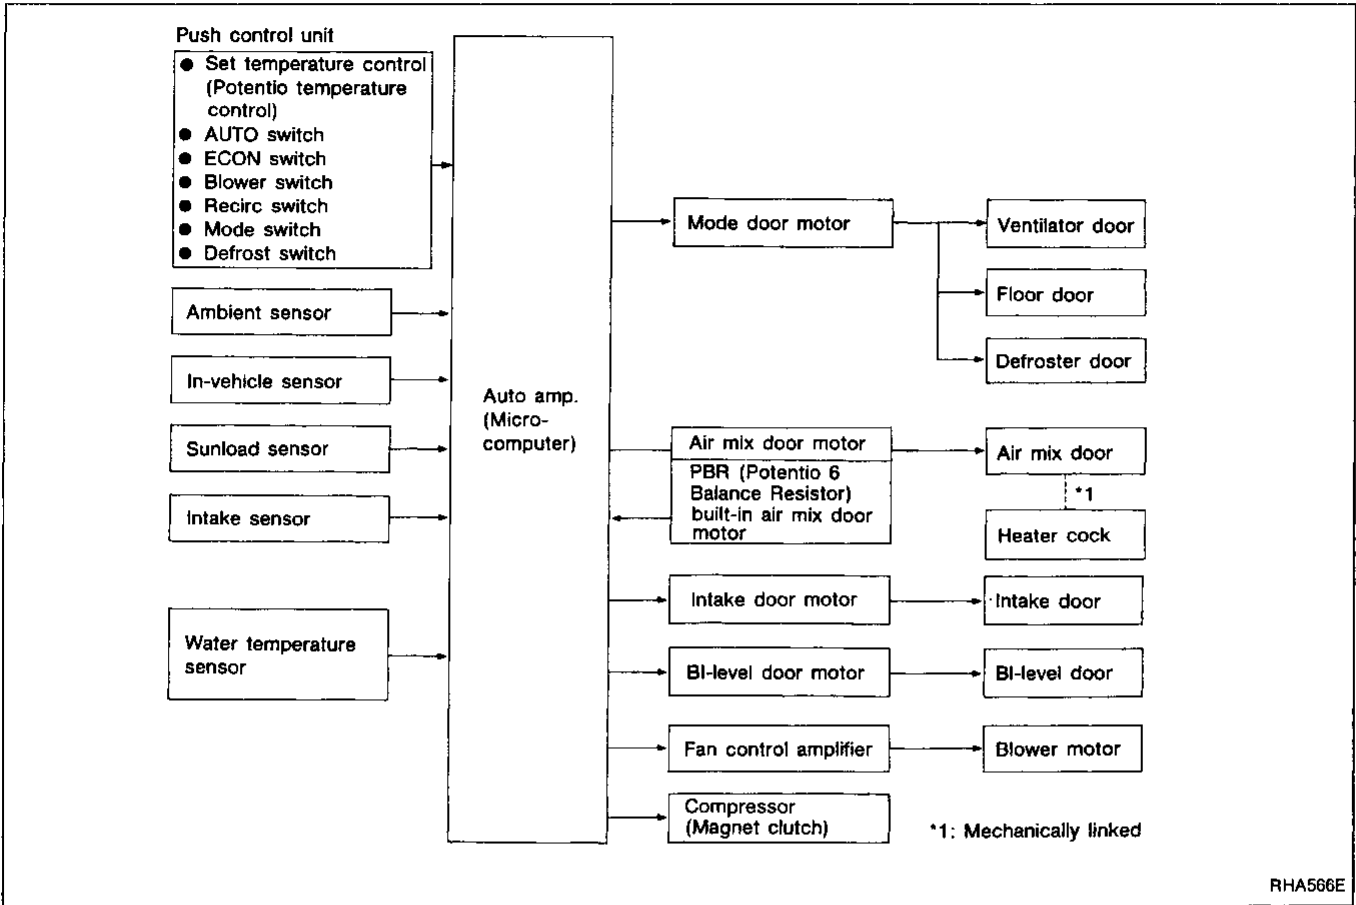 Push control unit
● Set temperature control
(Potentio temperature
control)
● AUTO switch
● ECON switch
● Blower switch
● Recirc switch
● Mode switch
● Defrost switch
Ambient sensor
In-vehicle sensor
Sunload sensor
Intake sensor
Water temperature
sensor
Auto amp.
(Micro-
computer)
Mode door motor
Ventilator door
Floor door
Defroster door
Air mix door motor
PBR (Potentio 6
Balance Resistor)
built-in air mix door
motor
Air mix door
*1
Heater cock
Intake door motor
Intake door
BI-level door motor
BI-level door
Fan control amplifier
Blower motor
Compressor
(Magnet clutch)
*1: Mechanically linked
RHA566E